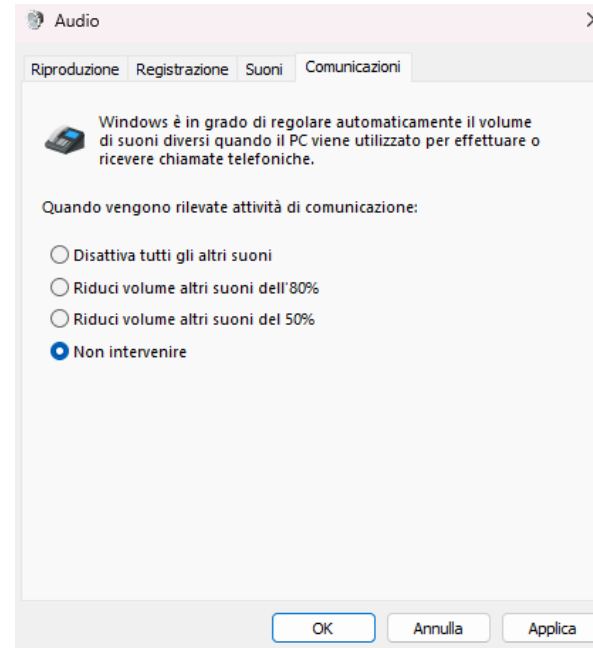 Audio
Riproduzione Registrazione Suoni Comunicazioni
Windows è in grado di regolare automaticamente il volume
di suoni diversi quando il PC viene utilizzato per effettuare o
ricevere chiamate telefoniche.
Quando vengono rilevate attività di comunicazione:
Disattiva tutti gli altri suoni
Riduci volume altri suoni dell'80%
Riduci volume altri suoni del 50%
Non intervenire
OK Annulla Applica